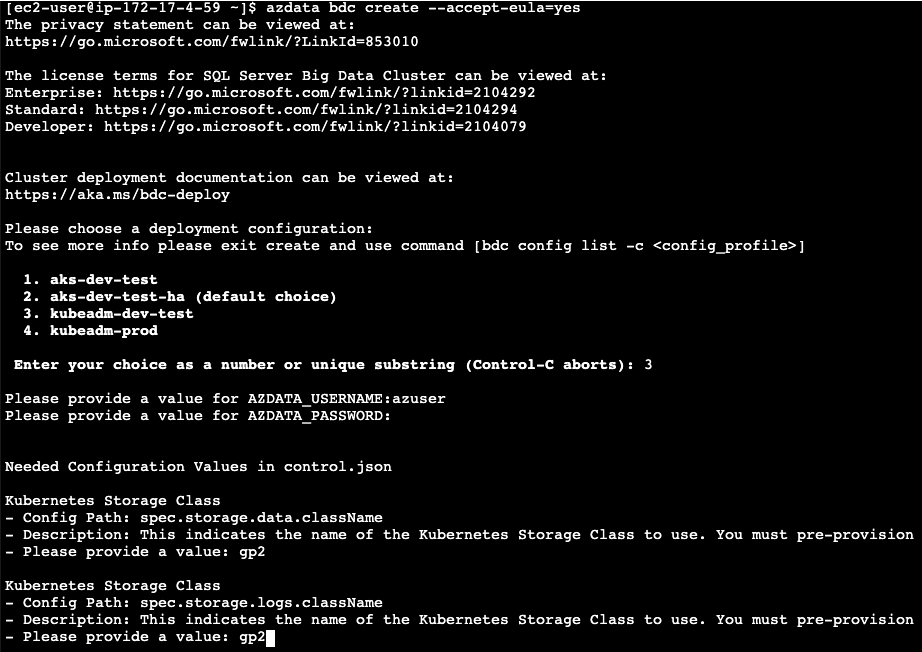 [ec2-user@ip-172-17-4-59 ~]$ azdata bdc create --accept-eula=yes
The privacy statement can be viewed at:
https://go.microsoft.com/fwlink/?LinkId=853010
The license terms for SQL Server Big Data Cluster can be viewed at:
Enterprise: https://go.microsoft.com/fwlink/?linkid=2104292
Standard: https://go.microsoft.com/fwlink/?linkid=2104294
Developer: https://go.microsoft.com/fwlink/?linkid=2104079
Cluster deployment documentation can be viewed at:
https://aka.ms/bdc-deploy
Please choose a deployment configuration:
To see more info please exit create and use command [bdc config list -c <config_profile>]
1. aks-dev-test
2. aks-dev-test-ha (default choice)
3. kubeadm-dev-test
4. kubeadm-prod
Enter your choice as a number or unique substring (Control-C aborts): 3
Please provide a value for AZDATA_USERNAME:azuser
Please provide a value for AZDATA_PASSWORD:
Needed Configuration Values in control.json
Kubernetes Storage Class
- Config Path: spec.storage.data.className
- Description: This indicates the name of the Kubernetes Storage Class to use. You must pre-provision
- Please provide a value: gp2
Kubernetes Storage Class
- Config Path: spec.storage.logs.className
- Description: This indicates the name of the Kubernetes Storage Class to use. You must pre-provision
- Please provide a value: gp2